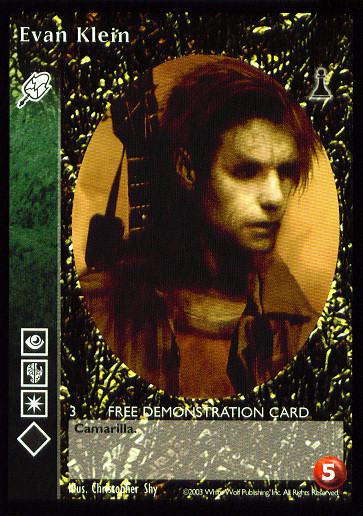 Evan Klein
3 FREE DEMONSTRATION CARD
Camarilla.
5
Illus. Christopher Shy
©2003 White Wolf Publishing, Inc. All Rights Reserved.